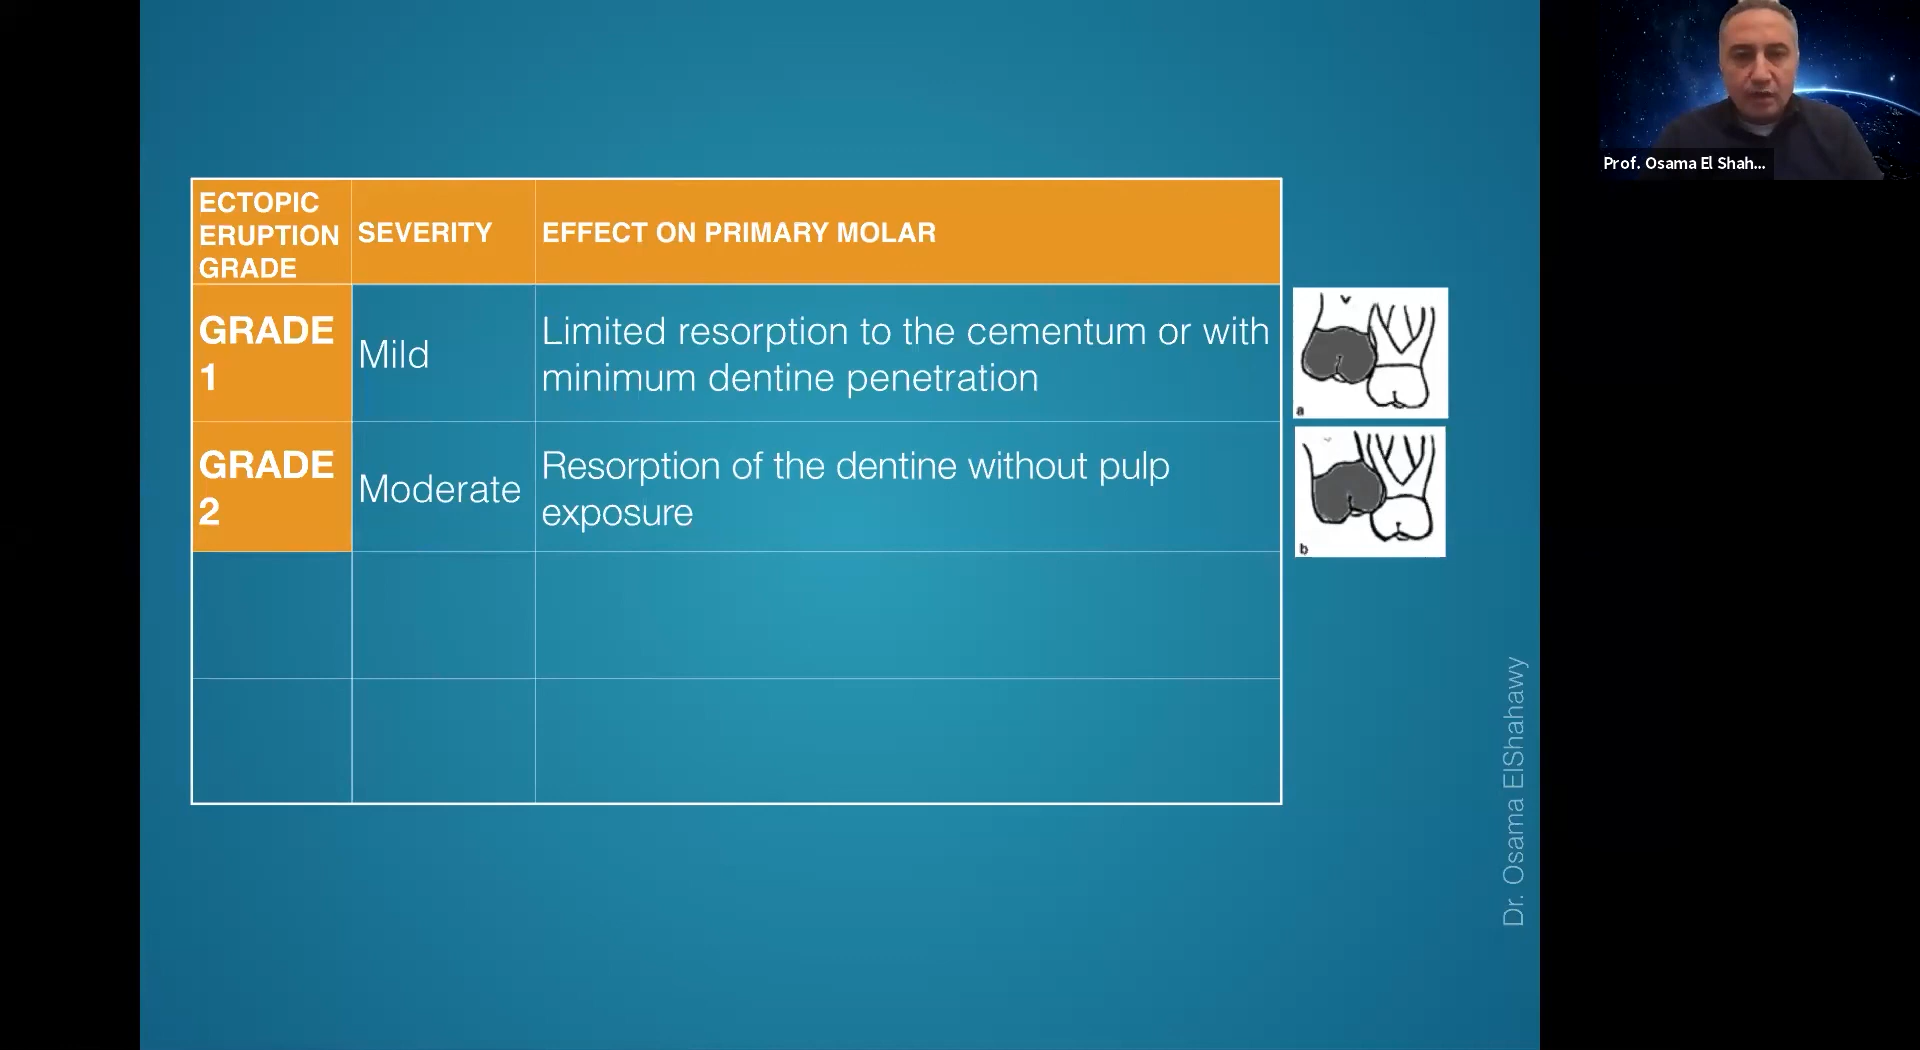 ECTOPIC
ERUPTION
GRADE
SEVERITY
EFFECT ON PRIMARY MOLAR
GRADE
1
Mild
Limited resorption to the cementum or with
minimum dentine penetration
a
GRADE
2
Moderate
Resorption of the dentine without pulp
exposure
b
Dr. Osama ElShahawy
Prof. Osama El Shah...